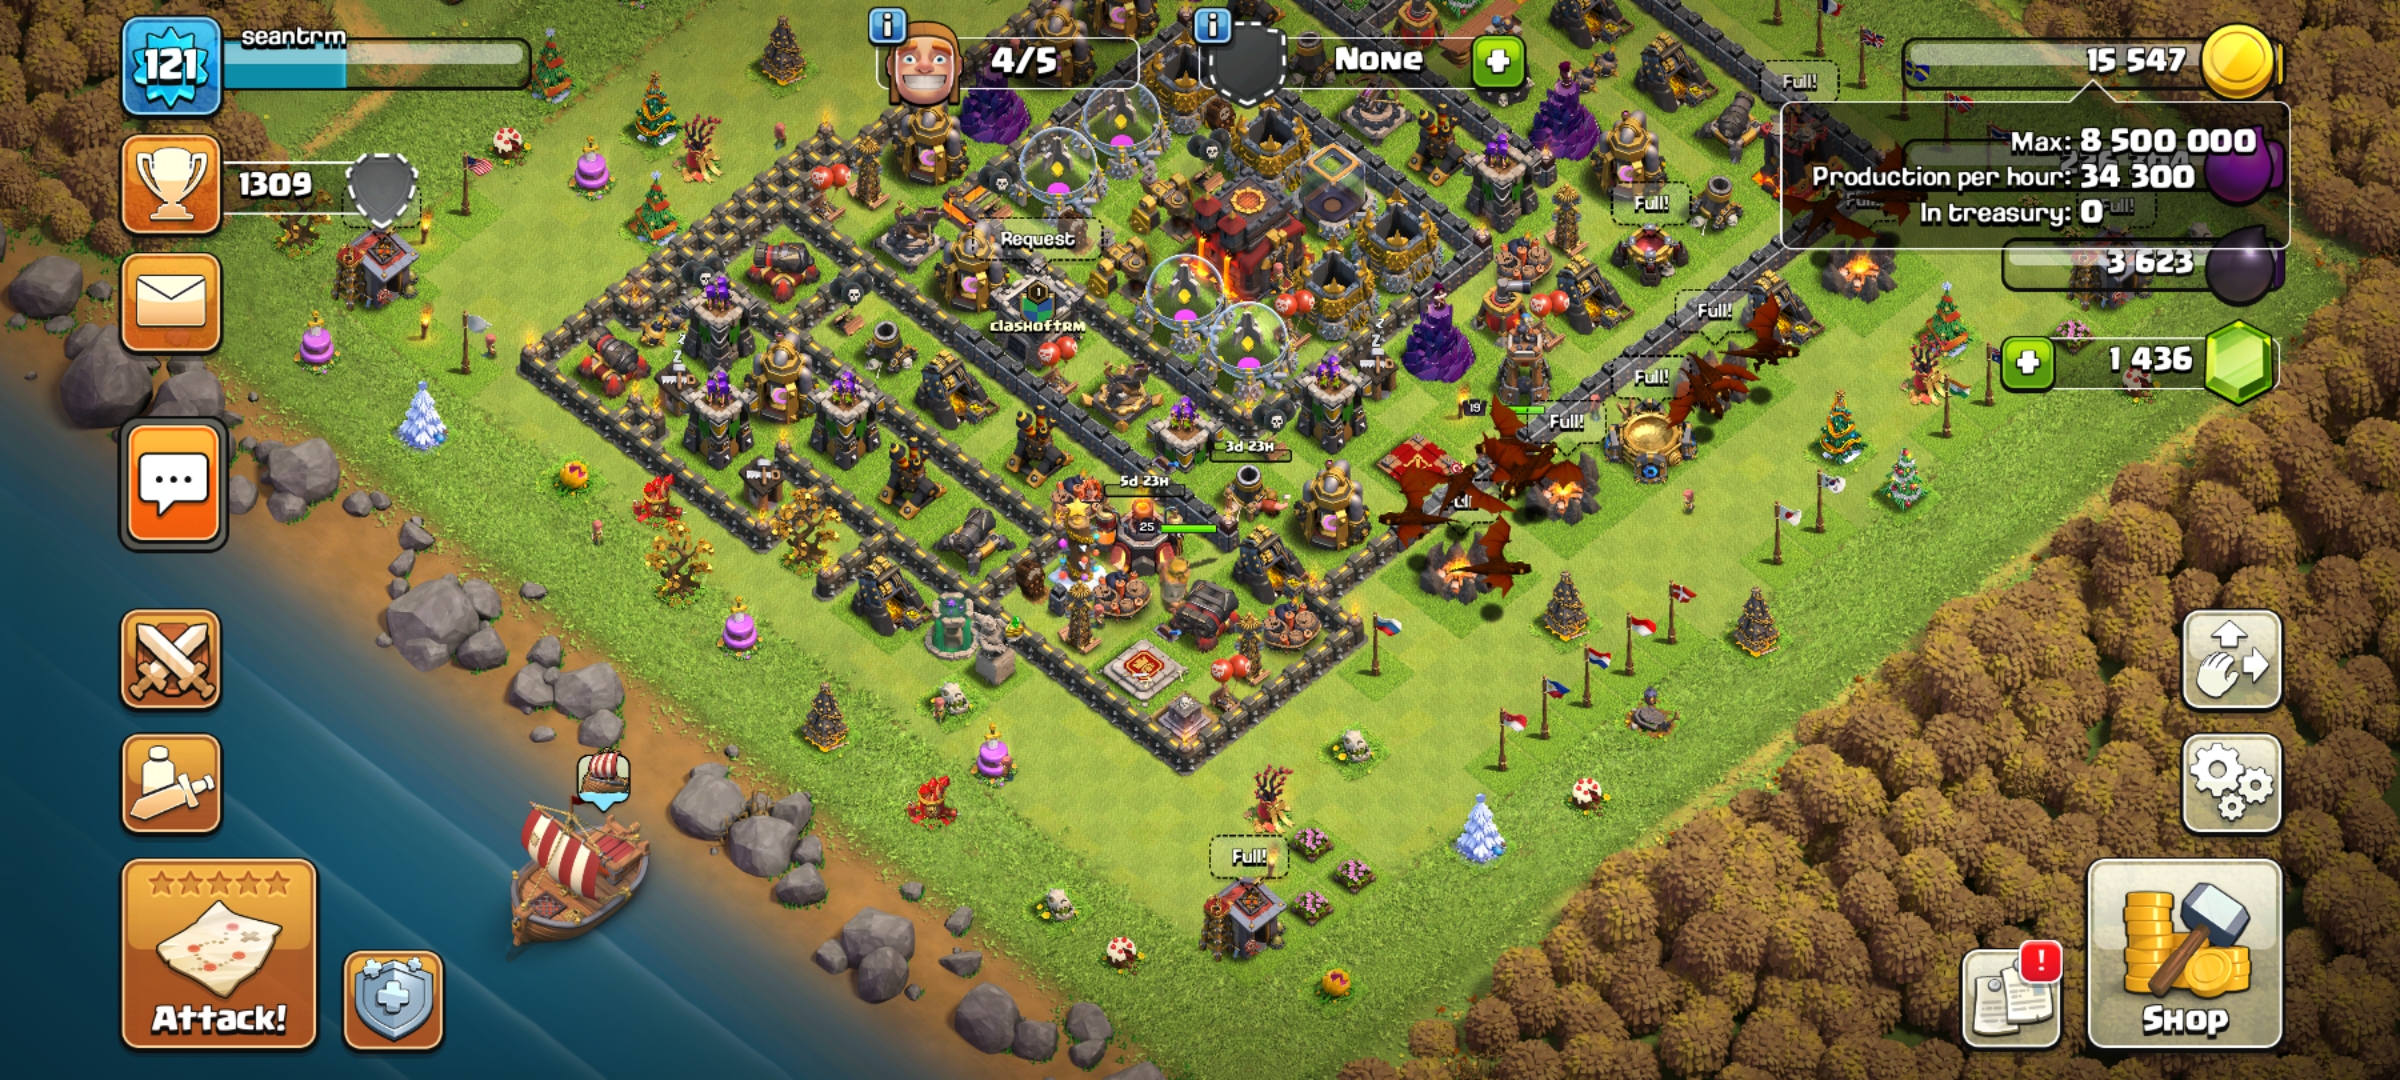 121
seantrm
4/5
None
15 547
Full!
Max: 8 500 000
1309
Production per hour: 34 300
Full!
In treasury: 0
Request
3 623
clashoftRM
Full!
1 436
Full!
19
Full!
3d 23H
5d 23H
25
Full!
Attack!
Shop